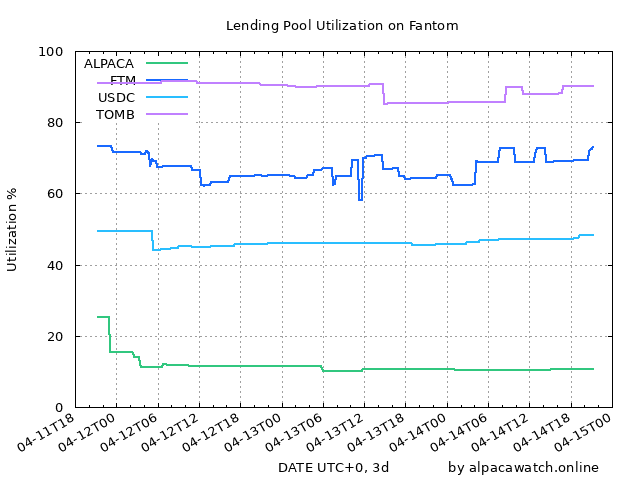 Lending Pool Utilization on Fantom
ALPACA
FTM
USDC
TOMB
Utilization %
100
80
60
40
20
0
04-11T18
04-12T00
04-12T06
04-12T12
04-12T18
04-13T00
04-13T06
04-13T12
04-13T18
04-14T00
04-14T06
04-14T12
04-14T18
04-15T00
DATE UTC+0, 3d
by alpacawatch.online